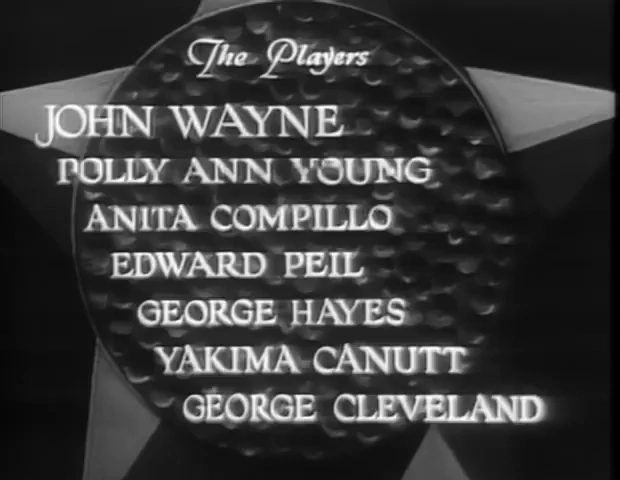 The Players
JOHN WAYNE
POLLY ANN YOUNG
ANITA COMPILLO
EDWARD PEIL
GEORGE HAYES
YAKIMA CANUTT
GEORGE CLEVELAND